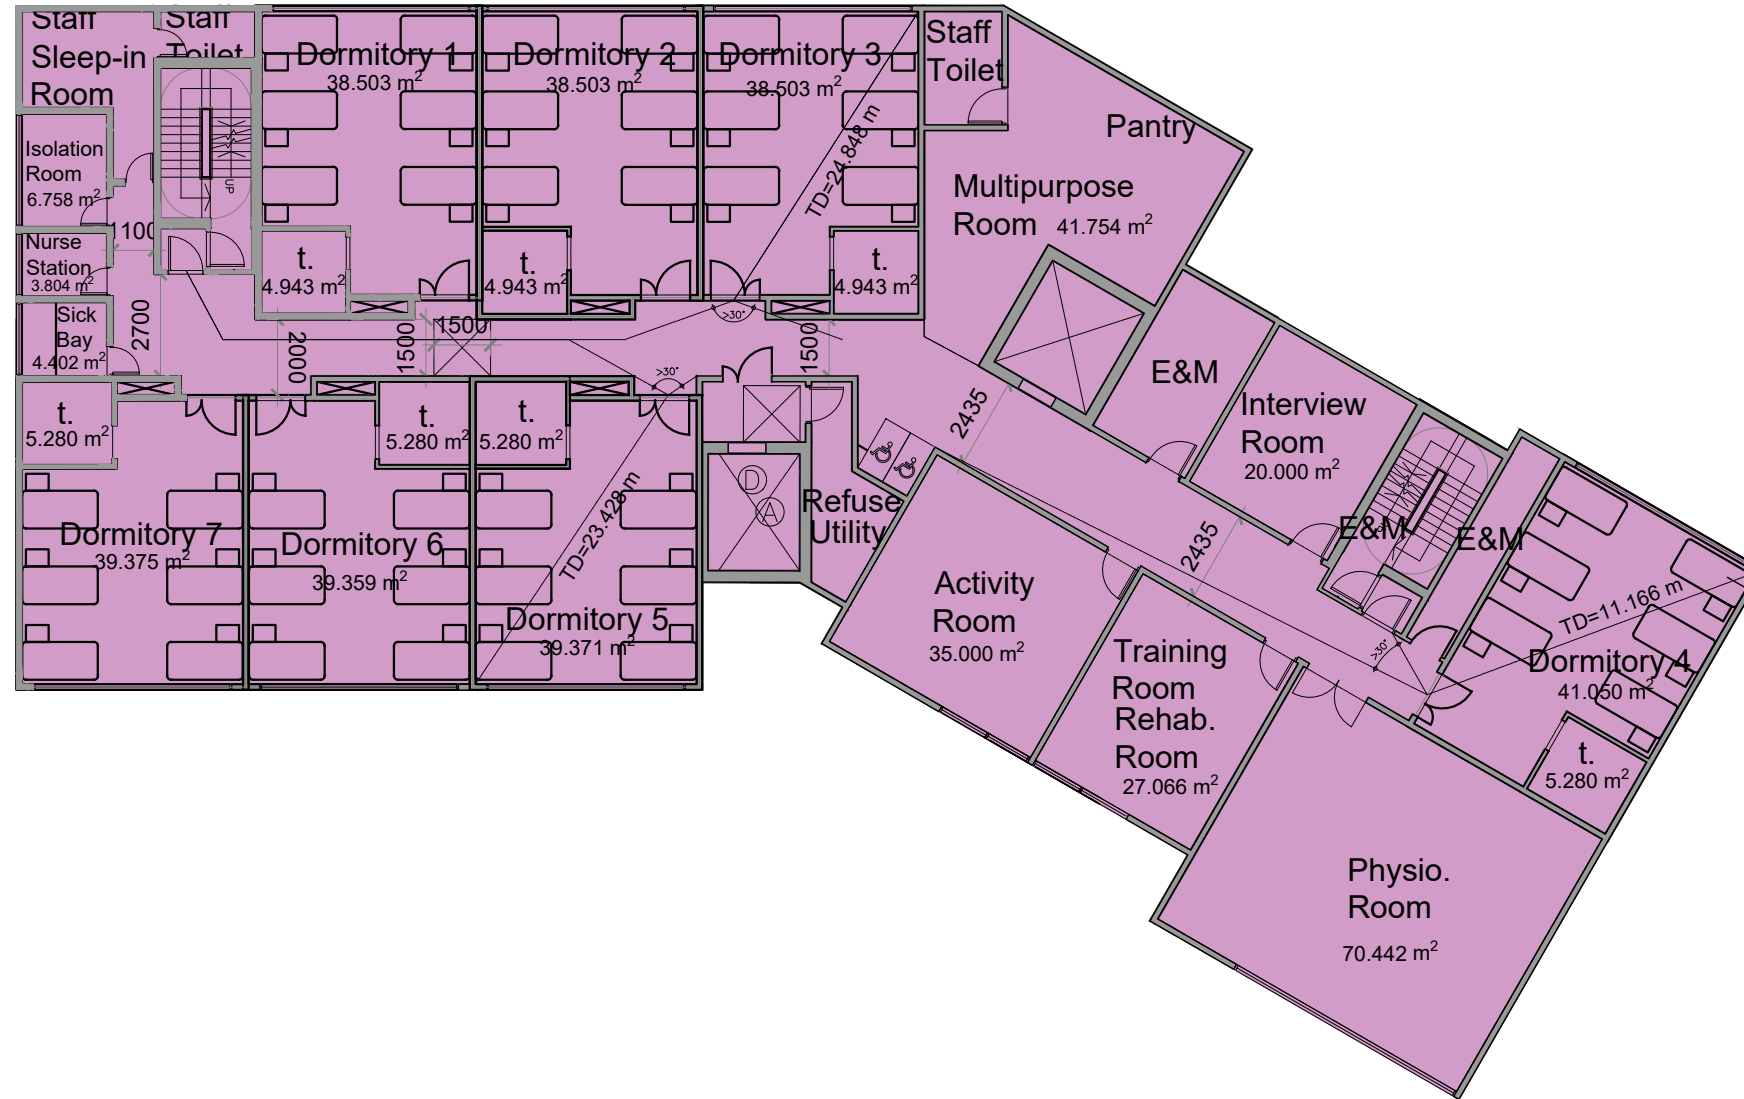 Staff
Sleep-in
Room
Staff
Toilet
Dormitory 1
38.503 m²
Dormitory 2
38.503 m²
Dormitory 3
38.503 m²
Staff
Toilet
Pantry
Isolation
Room
6.758 m²
UP
TD=24.848 m
Multipurpose
Room 41.754 m²
1100
Nurse
Station
3.804 m²
t.
4.943 m²
t.
4.943 m²
t.
4.943 m²
Sick
Bay
4.402 m²
2700
2000
1500
1500
>30°
1500
>30°
E&M
Interview
Room
20.000 m²
2435
t.
5.280 m²
t.
5.280 m²
t.
5.280 m²
TD=23.428 m
D
A
Refuse
Utility
Dormitory 7
39.375 m²
Dormitory 6
39.359 m²
Dormitory 5
39.371 m²
2435
E&M
E&M
Activity
Room
35.000 m²
Training
Room
Rehab.
Room
27.066 m²
>30°
TD=11.166 m
Dormitory 4
41.050 m²
t.
5.280 m²
Physio.
Room
70.442 m²